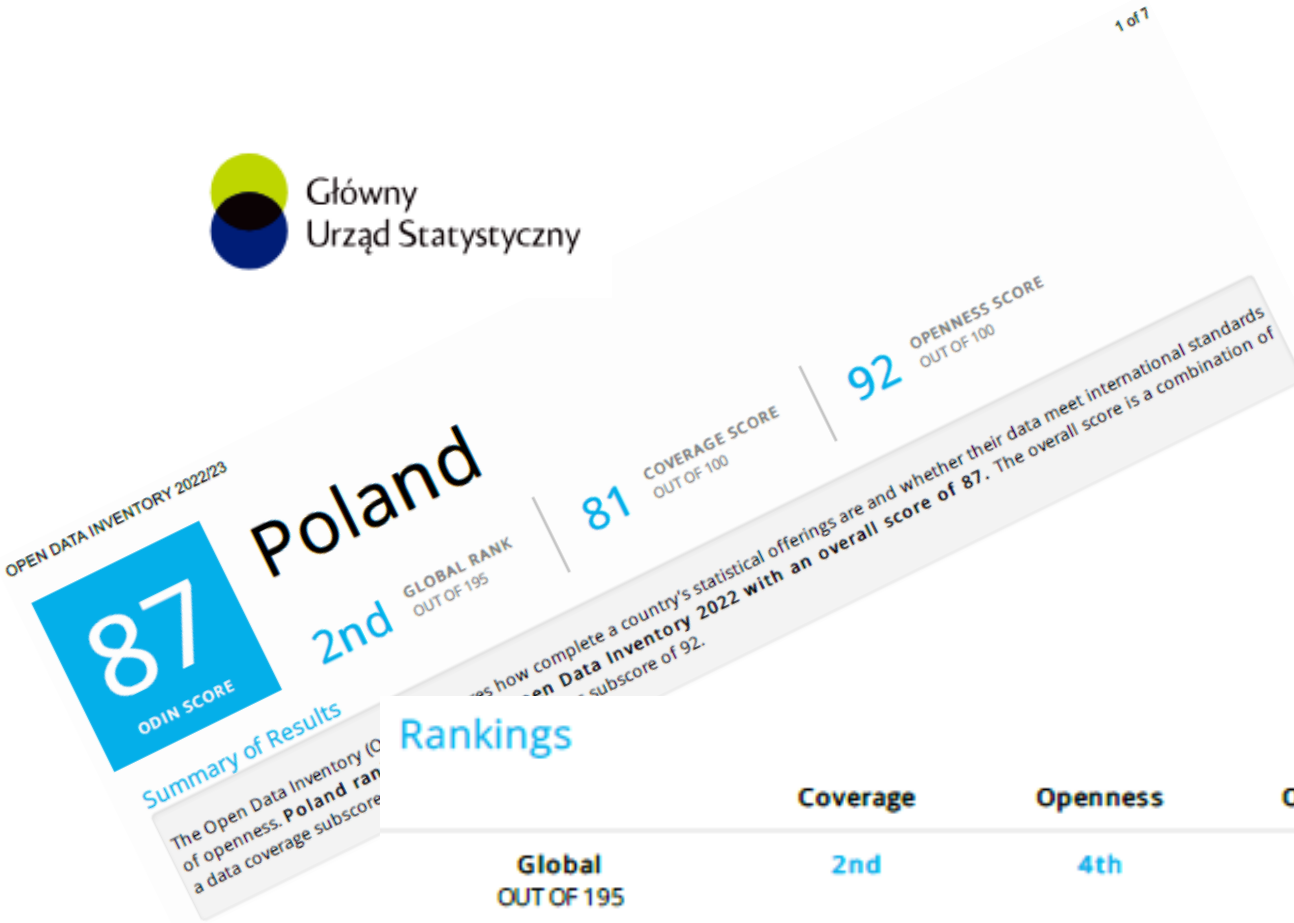 1 of 7
Główny
Urząd Statystyczny
OPEN DATA INVENTORY 2022/23
87
ODIN SCORE
Poland
2nd
GLOBAL RANK
OUT OF 195
81
COVERAGE SCORE
OUT OF 100
92
OPENNESS SCORE
OUT OF 100
Summary of Results
The Open Data Inventory (O es how complete a country's statistical offerings are and whether their data meet international standards
of openness. Poland ran en Data Inventory 2022 with an overall score of 87. The overall score is a combination of
a data coverage subscore subscore of 92.
Rankings
Coverage Openness
Global 2nd 4th
OUT OF 195